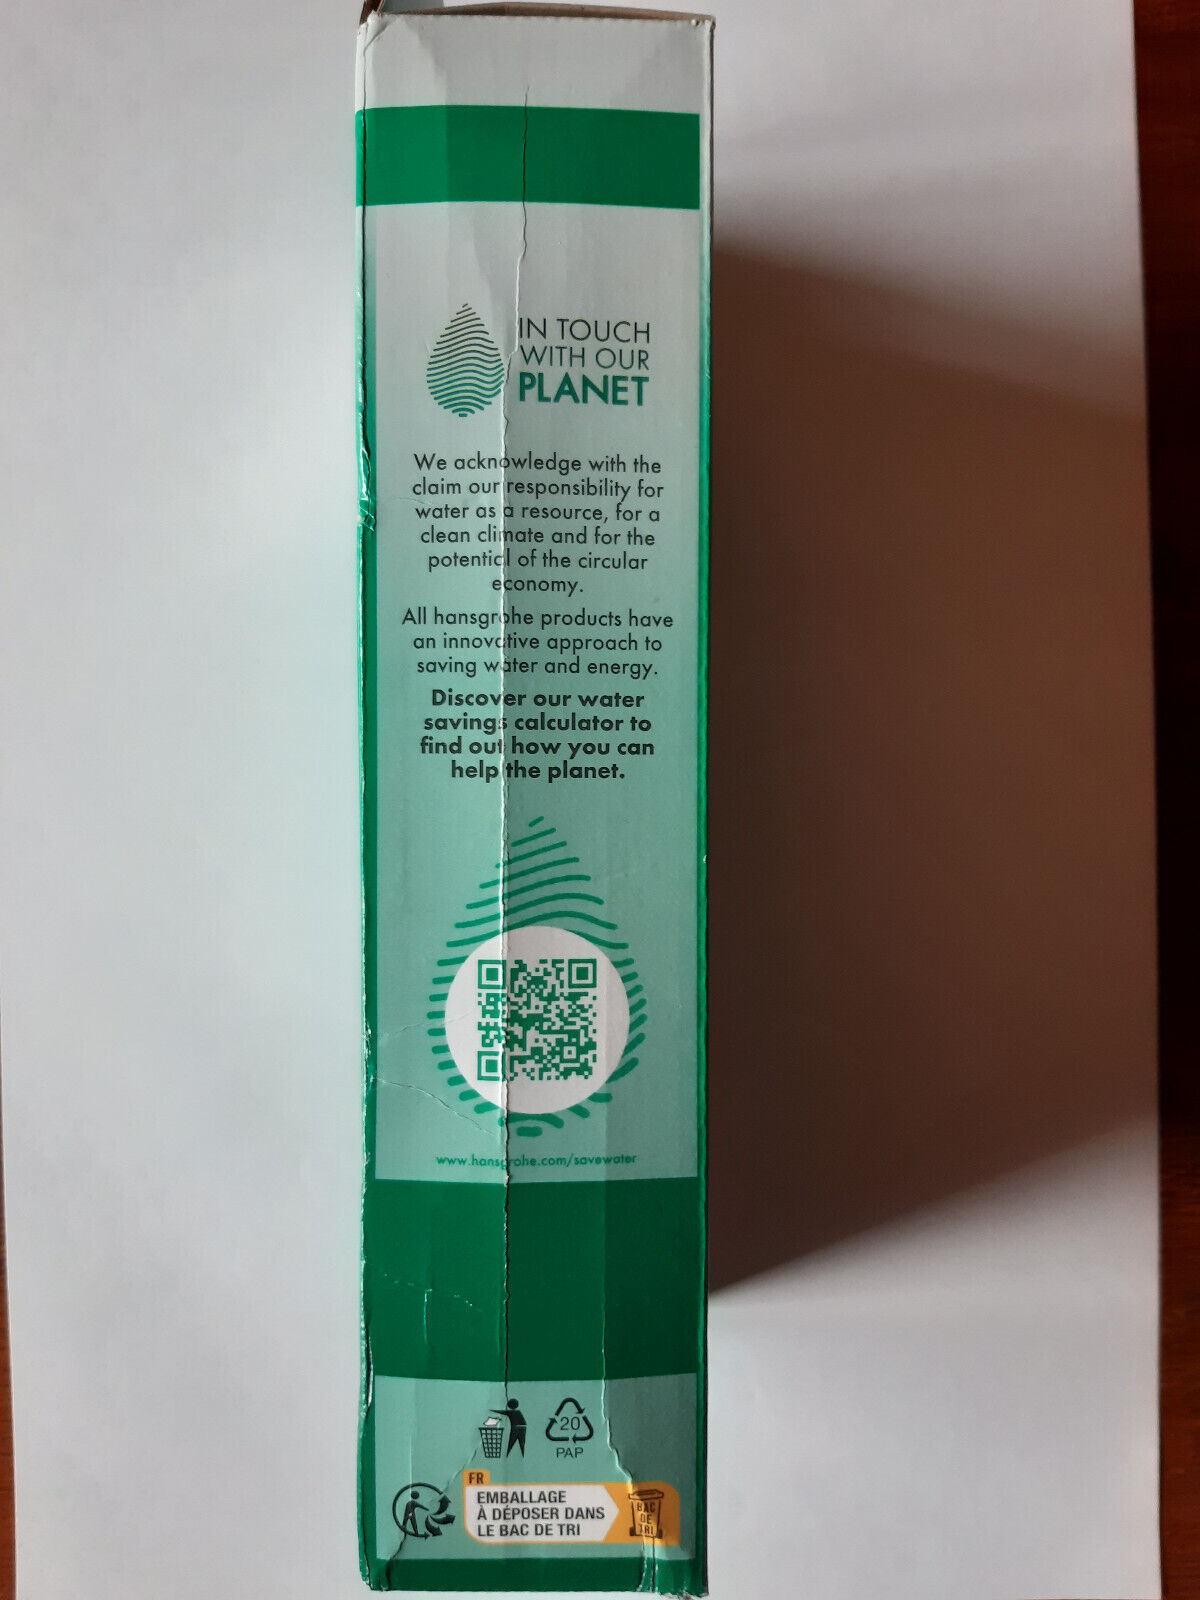 IN TOUCH
WITH OUR
PLANET
We acknowledge with the
claim our responsibility for
water as a resource, for a
clean climate and for the
potential of the circular
economy.
All hansgrohe products have
an innovative approach to
saving water and energy.
Discover our water
savings calculator to
find out how you can
help the planet.
www.hansgrohe.com/savewater
20
PAP
FR
EMBALLAGE
À DÉPOSER DANS
LE BAC DE TRI
BAC
DE
TRI